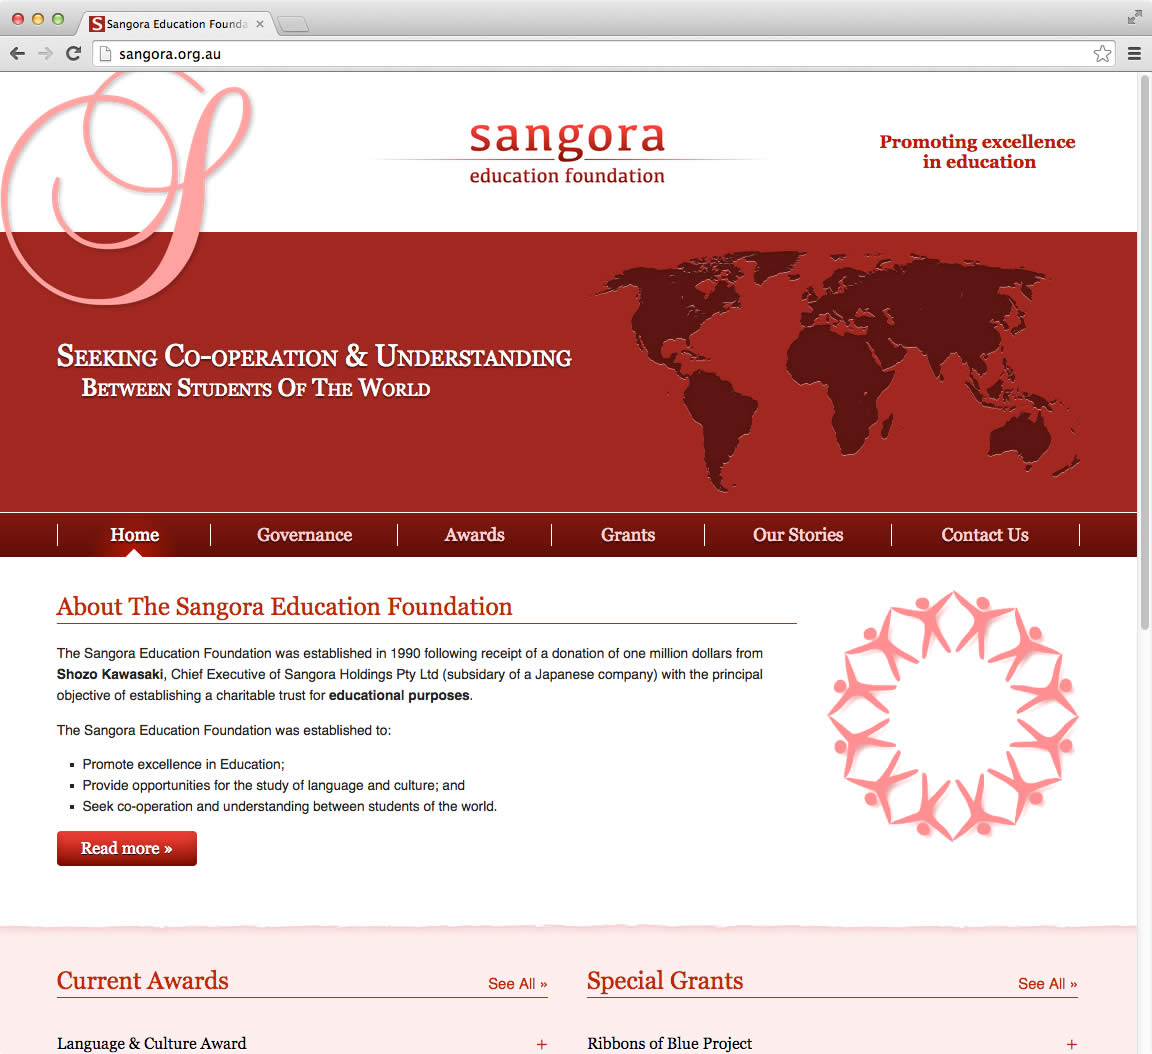 S Sangora Education Founda
sangora.org.au
S
sangora
education foundation
Promoting excellence
in education
Seeking Co-operation & Understanding
Between Students Of The World
Home Governance Awards Grants Our Stories Contact Us
About The Sangora Education Foundation
The Sangora Education Foundation was established in 1990 following receipt of a donation of one million dollars from
Shozo Kawasaki, Chief Executive of Sangora Holdings Pty Ltd (subsidary of a Japanese company) with the principal
objective of establishing a charitable trust for educational purposes.
The Sangora Education Foundation was established to:
▪ Promote excellence in Education;
▪ Provide opportunities for the study of language and culture; and
▪ Seek co-operation and understanding between students of the world.
Read more »
Current Awards See All »
Language & Culture Award +
Special Grants See All »
Ribbons of Blue Project +